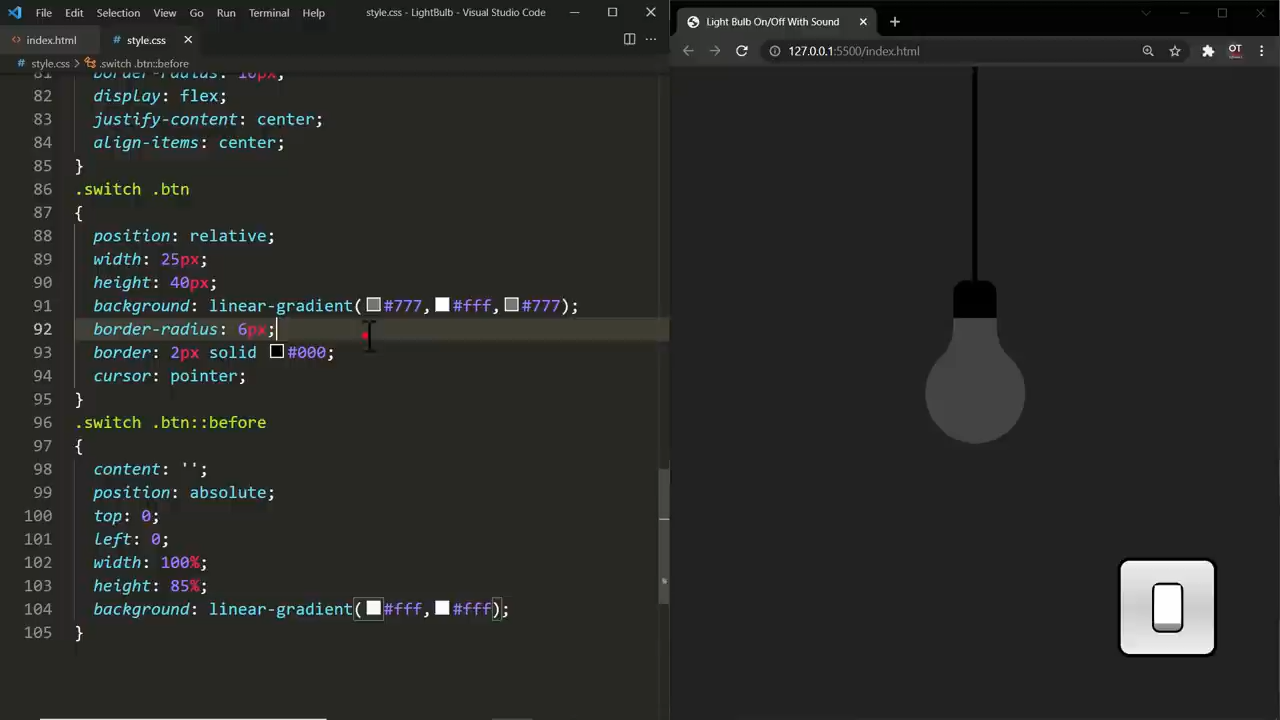 File Edit Selection View Go Run Terminal Help style.css - LightBulb - Visual Studio Code
index.html style.css
style.css > .switch .btn::before
81 border-radius: 10px;
82 display: flex;
83 justify-content: center;
84 align-items: center;
85 }
86 .switch .btn
87 {
88 position: relative;
89 width: 25px;
90 height: 40px;
91 background: linear-gradient(#777,#fff,#777);
92 border-radius: 6px;
93 border: 2px solid #000;
94 cursor: pointer;
95 }
96 .switch .btn::before
97 {
98 content: '';
99 position: absolute;
100 top: 0;
101 left: 0;
102 width: 100%;
103 height: 85%;
104 background: linear-gradient(#fff,#fff);
105 }
Light Bulb On/Off With Sound
127.0.0.1:5500/index.html
OT